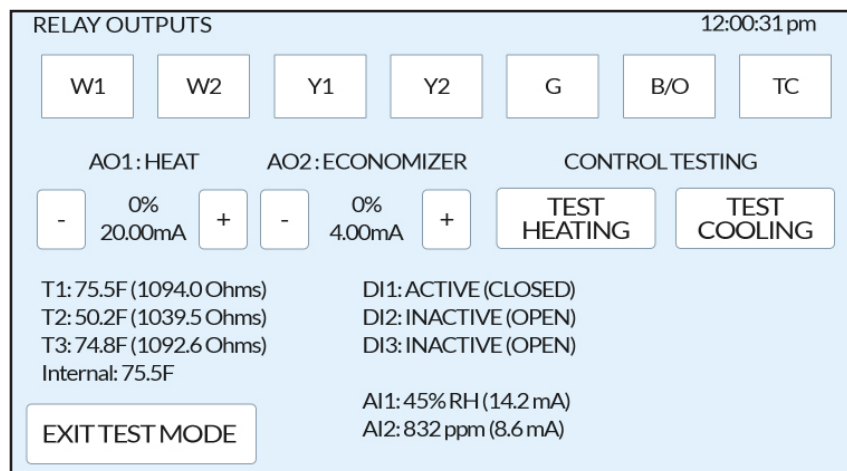 RELAY OUTPUTS 12:00:31 pm
W1 W2 Y1 Y2 G B/O TC
AO1: HEAT AO2: ECONOMIZER CONTROL TESTING
- 0% + - 0% + TEST TEST
20.00mA 4.00mA HEATING COOLING
T1: 75.5F (1094.0 Ohms) DI1: ACTIVE (CLOSED)
T2: 50.2F (1039.5 Ohms) DI2: INACTIVE (OPEN)
T3: 74.8F (1092.6 Ohms) DI3: INACTIVE (OPEN)
Internal: 75.5F
AI1: 45% RH (14.2 mA)
EXIT TEST MODE AI2: 832 ppm (8.6 mA)